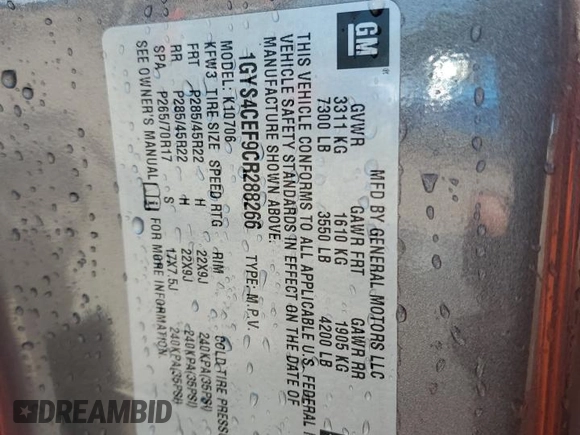 GM
MFD BY GENERAL MOTORS LLC
GVWR GAWR FRT GAWR RR
3311 KG 1610 KG 1905 KG
7300 LB 3550 LB 4200 LB
THIS VEHICLE CONFORMS TO ALL APPLICABLE U.S. FEDERAL
VEHICLE SAFETY STANDARDS IN EFFECT ON THE DATE OF
MANUFACTURE SHOWN ABOVE.
1GYS4CEF9CR288266 TYPE: M.P.V.
MODEL: K10706
KFW3 TIRE SIZE SPEED RTG RIM COLD TIRE PRESS
FRT P285/45R22 H 22X9J 240KPA(35PSI)
RR P285/45R22 H 22X9J 240KPA(35PSI)
SPA P265/70R17 S 17X7.5J 240KPA(35PSI)
SEE OWNER'S MANUAL FOR MORE INFORMATION.
DREAMBID